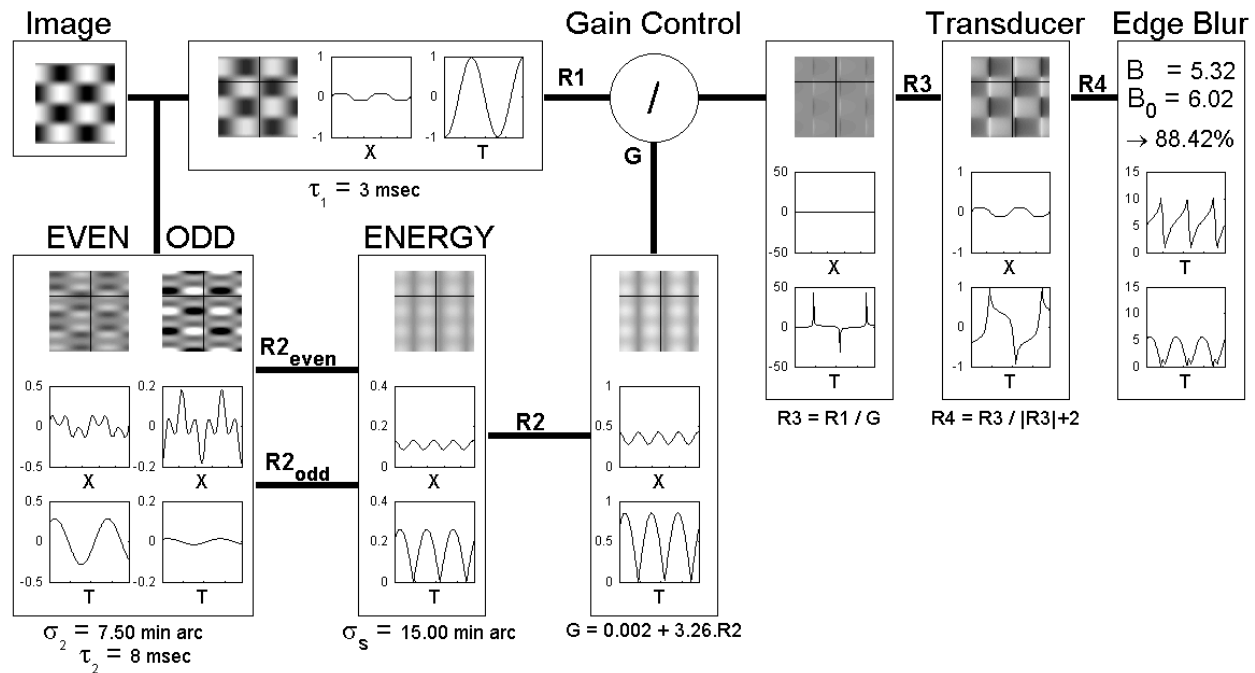 Image
Gain Control
Transducer
Edge Blur
1
0
-1
X
1
0
-1
T
τ1 = 3 msec
R1
/
G
R3
R4
B = 5.32
B0 = 6.02
→ 88.42%
15
10
5
0
T
15
10
5
0
T
50
25
0
-25
-50
X
50
0
-50
T
R3 = R1 / G
1
0
-1
X
1
0
-1
T
R4 = R3 / |R3|+2
EVEN
ODD
0.5
0
-0.5
X
0.2
0
-0.2
X
0.5
0
-0.5
T
0.2
0
-0.2
T
σ2 = 7.50 min arc
τ2 = 8 msec
R2even
R2odd
ENERGY
0.4
0.2
0
X
0.4
0.2
0
T
σs = 15.00 min arc
R2
1
0.5
0
X
1
0.5
0
T
G = 0.002 + 3.26.R2